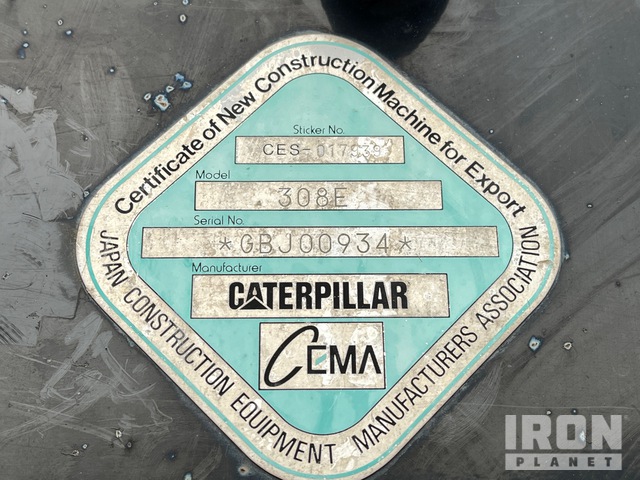 Certificate of New Construction Machine for Export
Sticker No.
Model
308E
Serial No.
*GBJ00934*
Manufacturer
CATERPILLAR
CEMA
JAPAN CONSTRUCTION EQUIPMENT MANUFACTURERS ASSOCIATION
IRON
PLANET